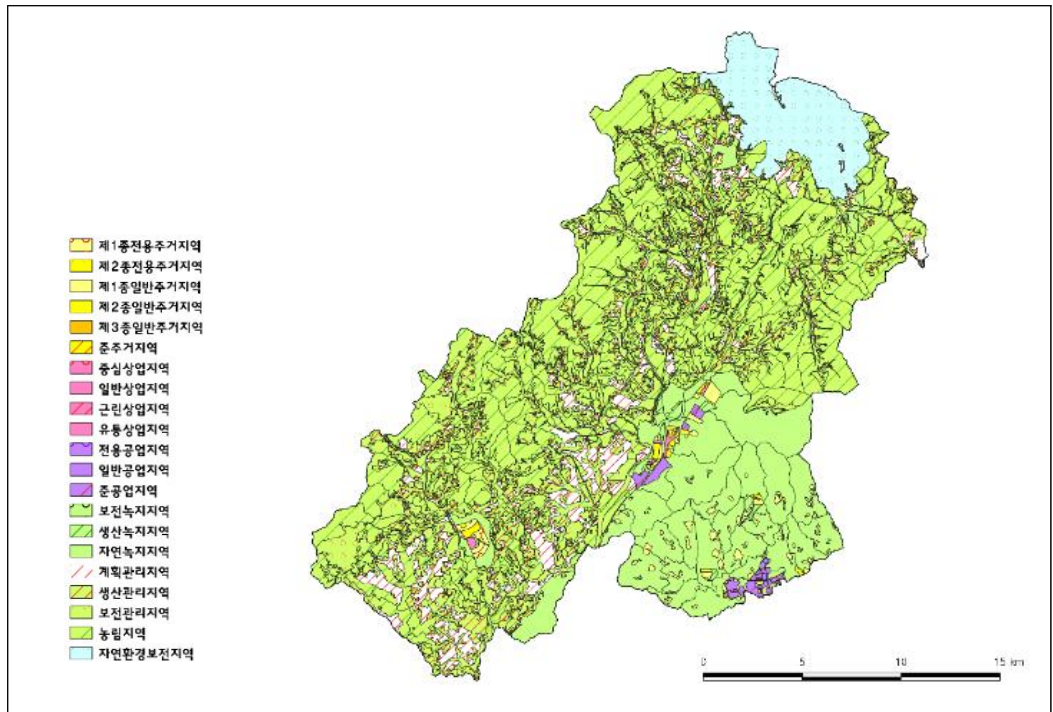 제1종전용주거지역
제2종전용주거지역
제1종일반주거지역
제2종일반주거지역
제3종일반주거지역
준주거지역
중심상업지역
일반상업지역
근린상업지역
유통상업지역
전용공업지역
일반공업지역
준공업지역
보전녹지지역
생산녹지지역
자연녹지지역
계획관리지역
생산관리지역
보전관리지역
농림지역
자연환경보전지역
0 5 10 15 km